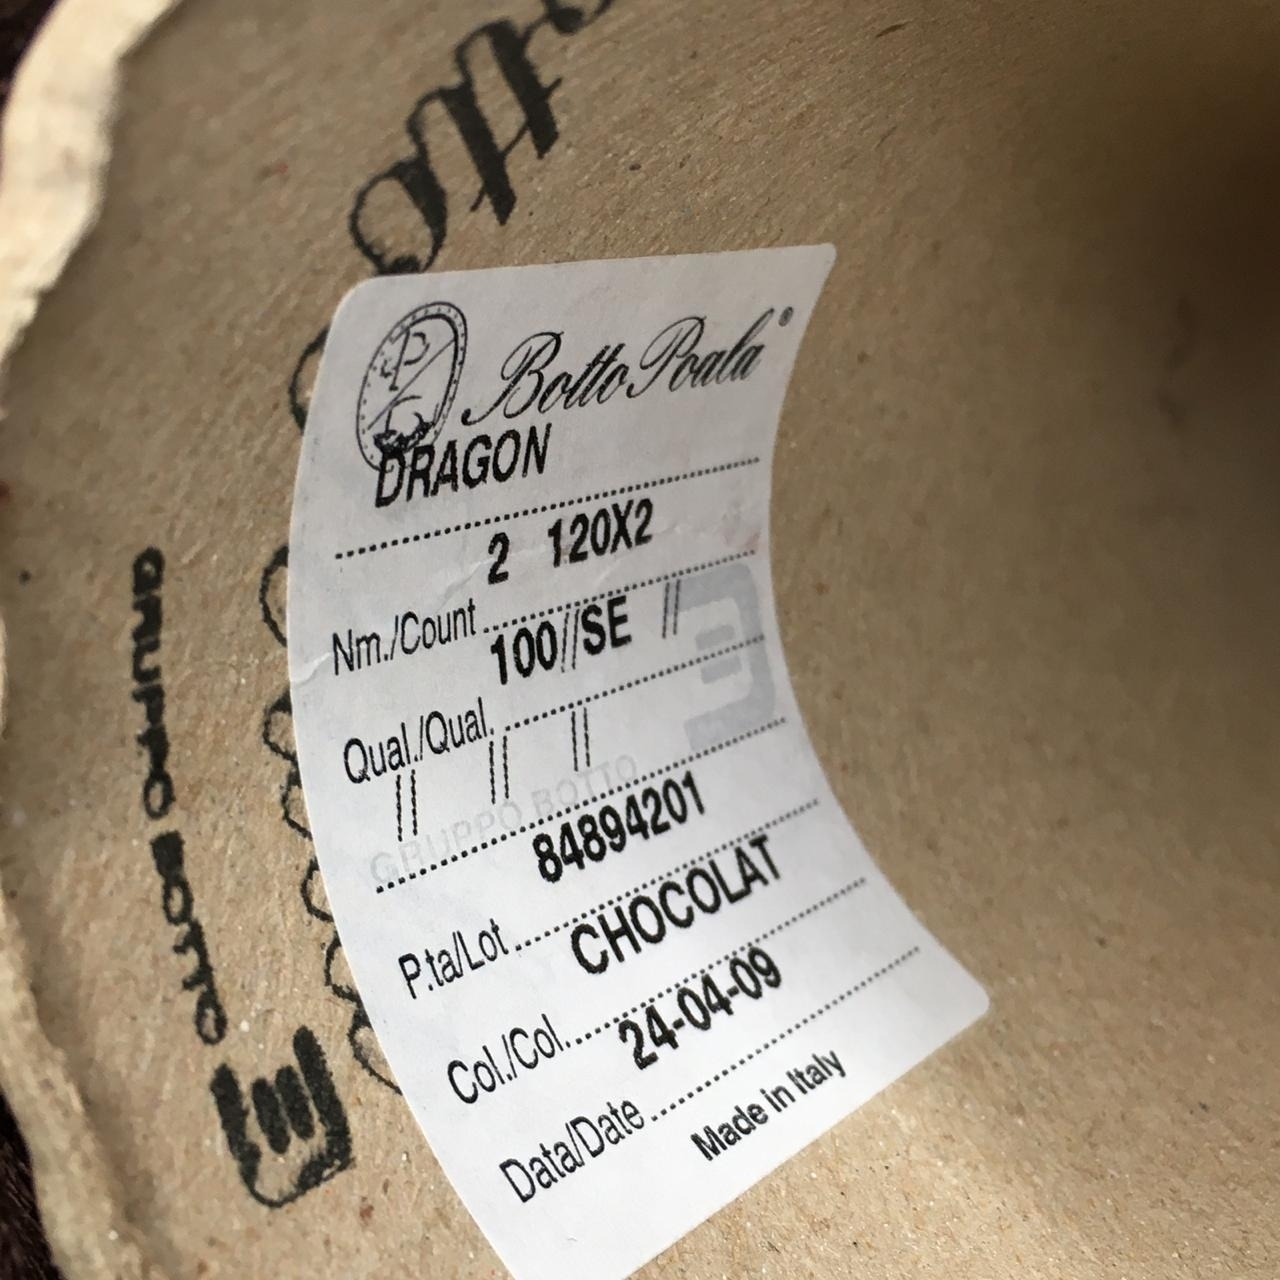 Botto Poala
DRAGON
2 120X2
Nm./Count
100//SE //
Qual./Qual.
// // //
GRUPPO BOTTO
84894201
P.ta/Lot
CHOCOLAT
Col./Col.
24-04-09
Data/Date
Made in Italy
GRUPPO BOTTO